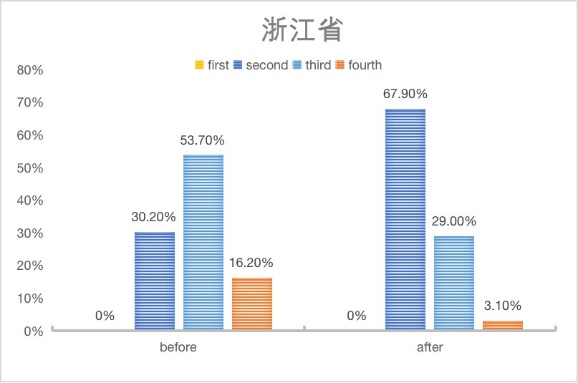 浙江省
first second third fourth
80%
70%
60%
50%
40%
30%
20%
10%
0%
0% 30.20% 53.70% 16.20%
0% 67.90% 29.00% 3.10%
before after